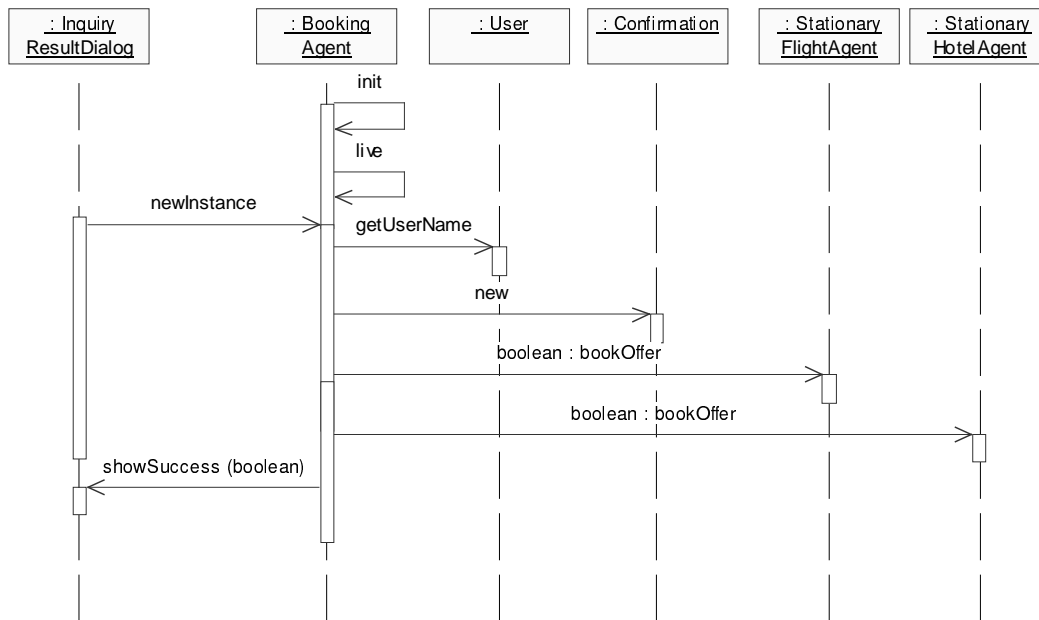 : Inquiry
ResultDialog
: Booking
Agent
: User
: Confirmation
: Stationary
FlightAgent
: Stationary
HotelAgent
init
live
newInstance
getUserName
new
boolean : bookOffer
boolean : bookOffer
showSuccess (boolean)